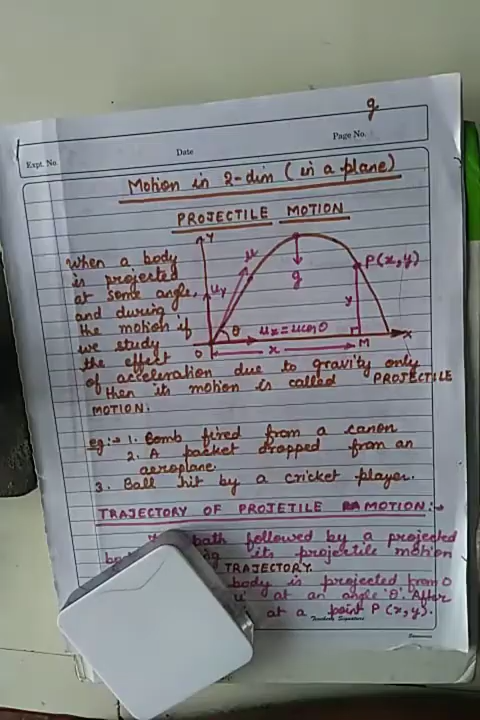 g
Expt. No.
Date
Page No.
Motion in 2-dim (in a plane)
PROJECTILE MOTION
When a body
is projected
at some angle,
and during
the motion if
we study
the effect
of acceleration due to gravity only
then its motion is called PROJECTILE
MOTION.
Y
u
uy
g
P(x,y)
y
θ
ux = ucosθ
O
x
M
X
eg:- 1. Bomb fired from a canon
2. A packet dropped from an
aeroplane
3. Ball hit by a cricket player.
TRAJECTORY OF PROJETILE MOTION:-
path followed by a projected
its projectile motion
TRAJECTORY.
body is projected from O
u' at an angle 'θ'. After
at a point P (x,y).
Teachers Signature